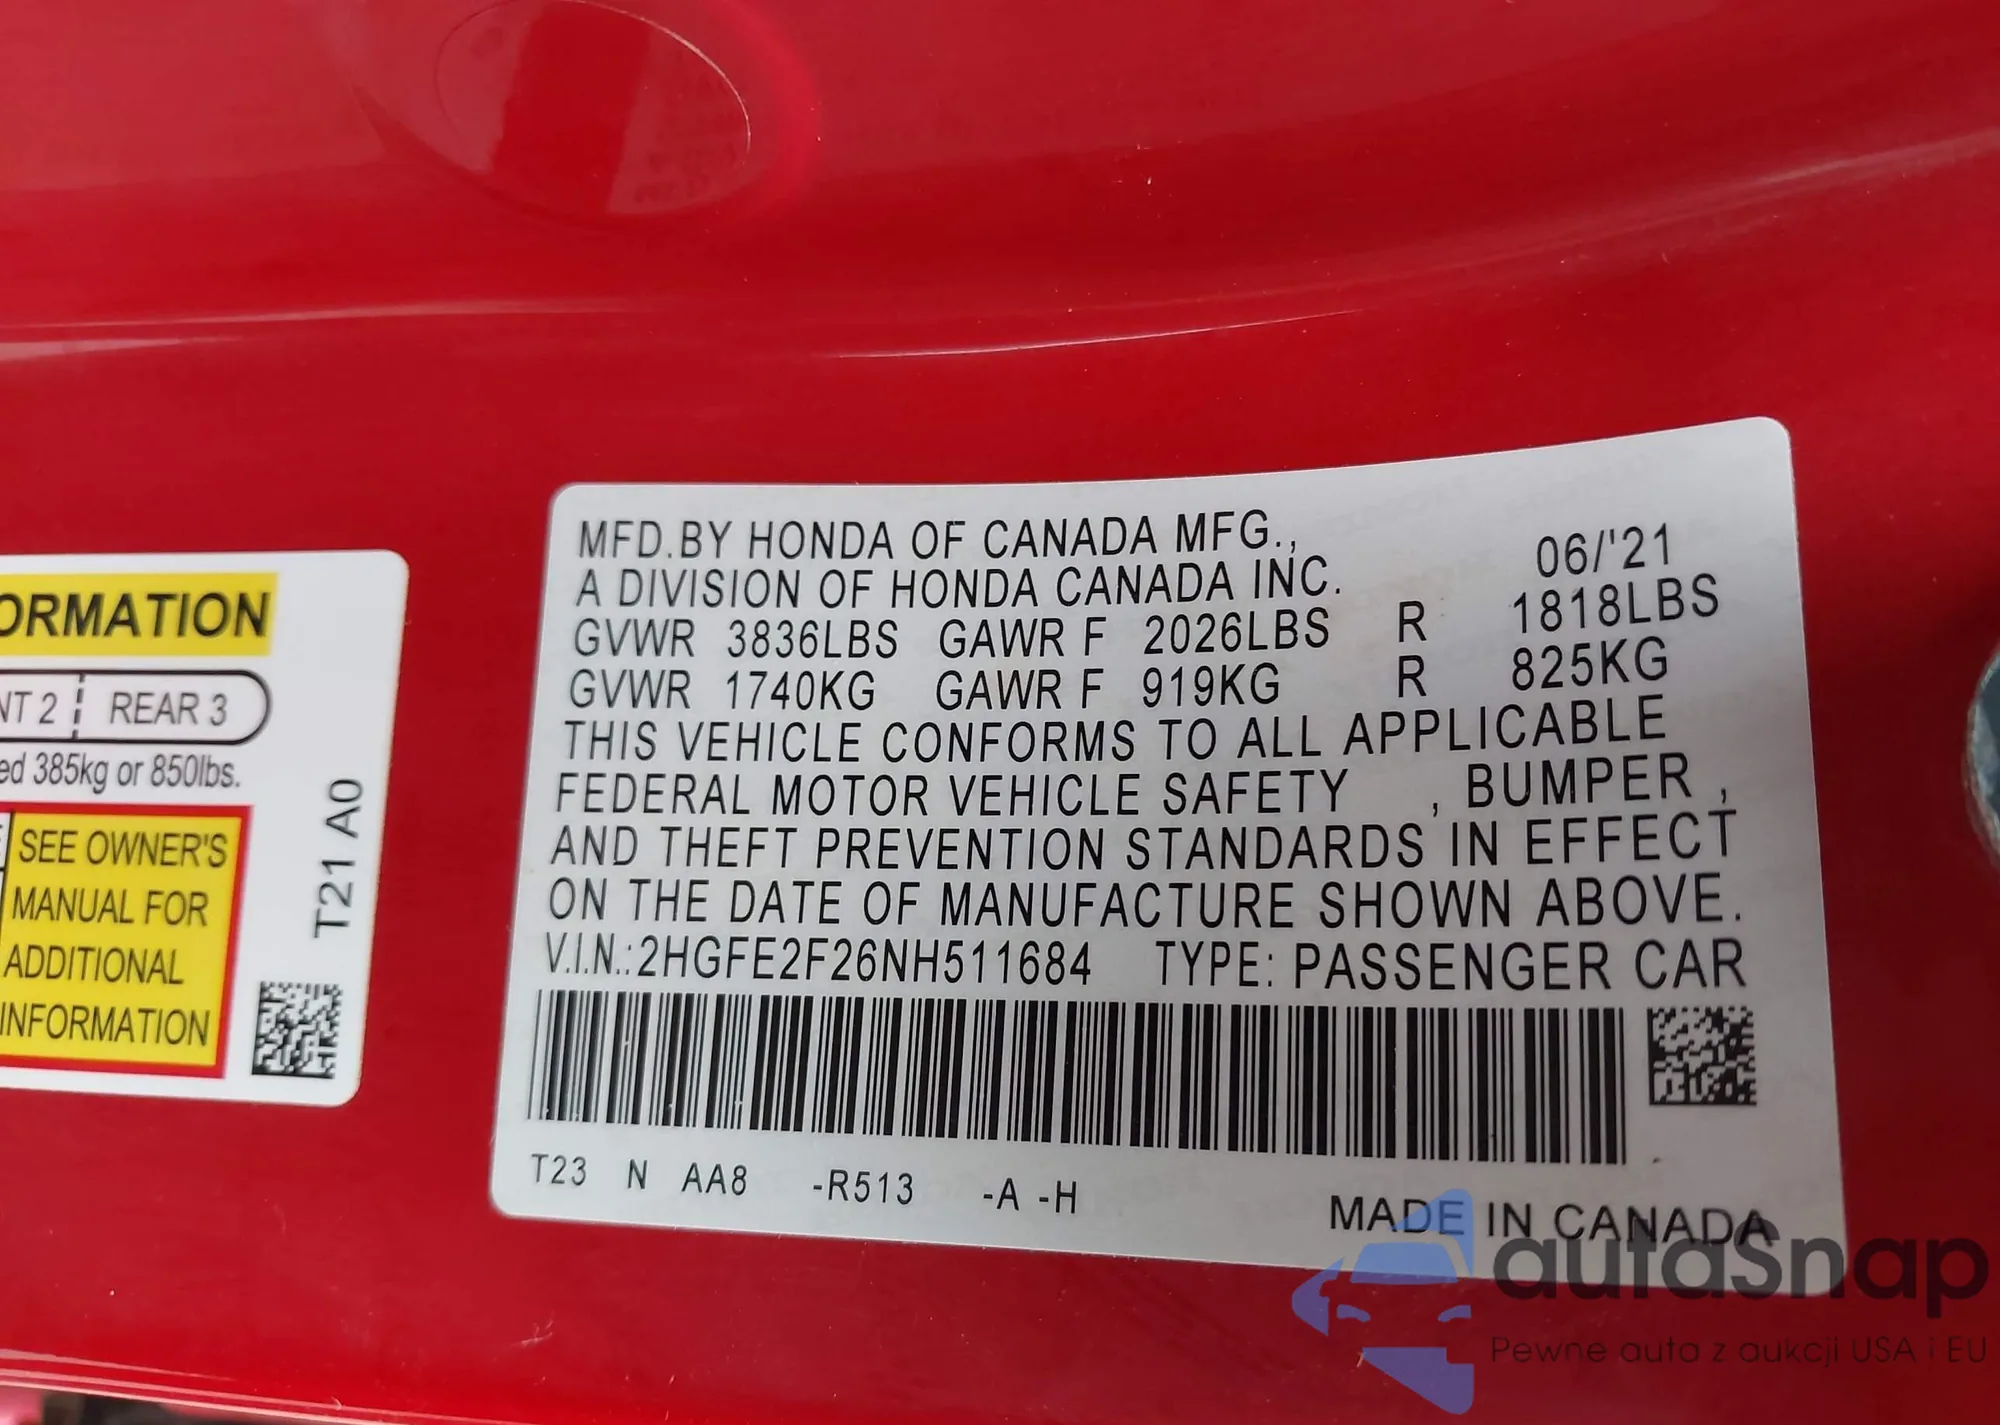 ORMATION
NT 2 REAR 3
ed 385kg or 850lbs.
SEE OWNER'S
MANUAL FOR
ADDITIONAL
INFORMATION
T21 A0
MFD.BY HONDA OF CANADA MFG., 06/'21
A DIVISION OF HONDA CANADA INC.
GVWR 3836LBS GAWR F 2026LBS R 1818LBS
GVWR 1740KG GAWR F 919KG R 825KG
THIS VEHICLE CONFORMS TO ALL APPLICABLE
FEDERAL MOTOR VEHICLE SAFETY , BUMPER ,
AND THEFT PREVENTION STANDARDS IN EFFECT
ON THE DATE OF MANUFACTURE SHOWN ABOVE.
V.I.N.:2HGFE2F26NH511684 TYPE: PASSENGER CAR
T23 N AA8 -R513 -A -H
MADE IN CANADA
autaSnap
Pewne auta z aukcji USA i EU